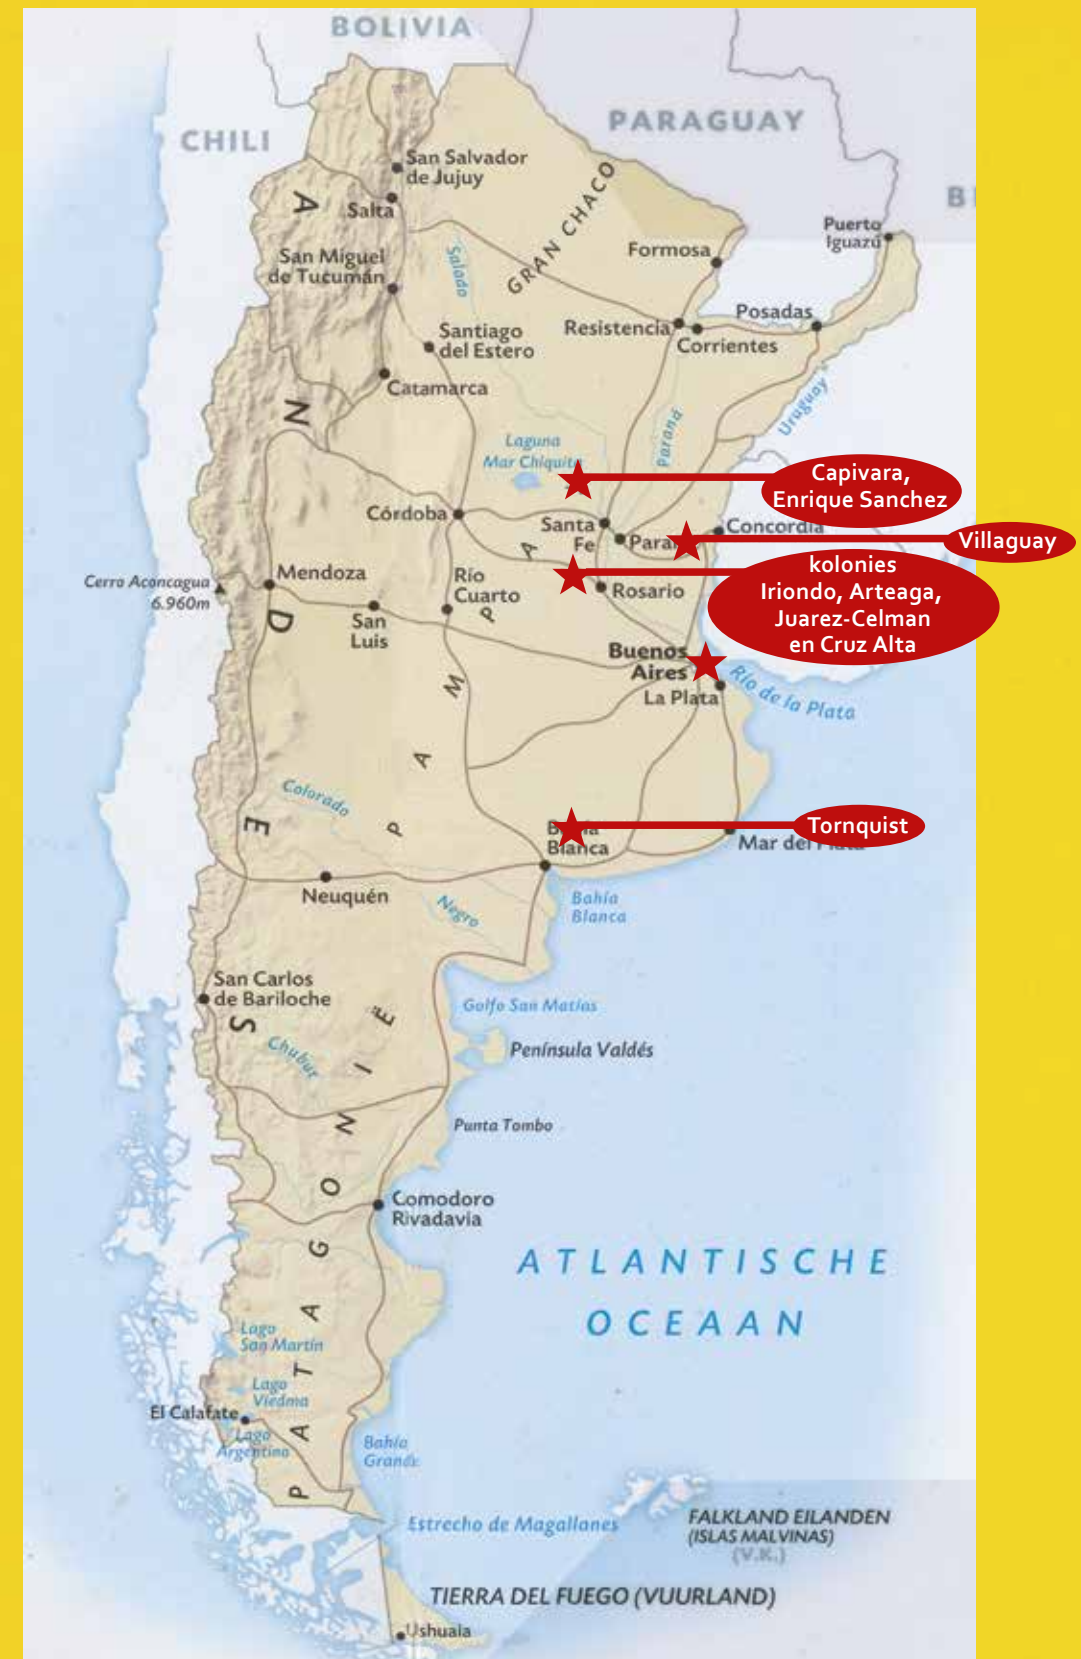 BOLIVIA
PARAGUAY
CHILI
San Salvador
de Jujuy
GRAN CHACO
A
Salta
Puerto
Iguazú
Formosa
San Miguel
de Tucumán
Salado
Posadas
Santiago
del Estero
Resistencia
Corrientes
Catamarca
Uruguay
N
Paraná
Laguna
Mar Chiquita
Capivara,
Enrique Sanchez
Córdoba
Santa
Fe
Concordia
Villaguay
A
kolonies
Iriondo, Arteaga,
Juarez-Celman
en Cruz Alta
Cerro Aconcagua
6.960m
Mendoza
Río
Cuarto
Rosario
D
San
Luis
P
Buenos
Aires
La Plata
Río de la Plata
M
A
Colorado
E
P
Tornquist
Blanca
Mar del Plata
Neuquén
Negro
Bahía
Blanca
San Carlos
de Bariloche
S
Golfo San Matías
Chubut
Península Valdés
Punta Tombo
PATAGONIË
Comodoro
Rivadavia
ATLANTISCHE
OCEAAN
Lago
San Martín
Lago
Viedma
El Calafate
Lago
Argentino
Bahía
Grande
Estrecho de Magallanes
FALKLAND EILANDEN
(ISLAS MALVINAS)
(V.K.)
TIERRA DEL FUEGO (VUURLAND)
Ushuaia